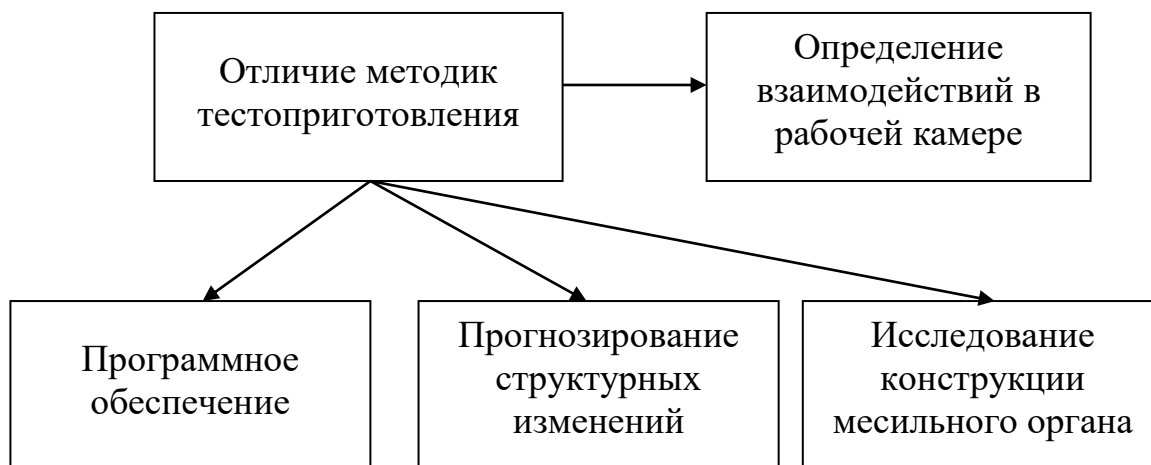 Отличие методик
тестоприготовления
Определение
взаимодействий в
рабочей камере
Программное
обеспечение
Прогнозирование
структурных
изменений
Исследование
конструкции
месильного органа